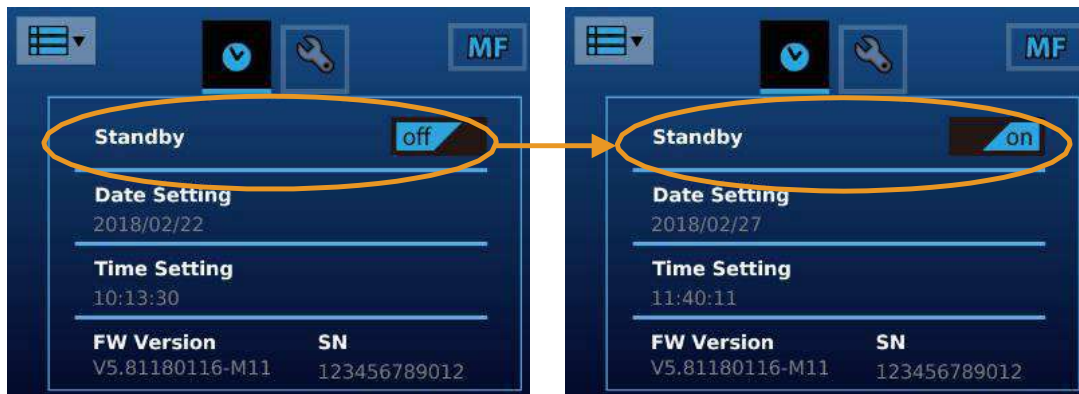 MF
Standby off
Date Setting
2018/02/22
Time Setting
10:13:30
FW Version SN
V5.81180116-M11 123456789012
MF
Standby on
Date Setting
2018/02/27
Time Setting
11:40:11
FW Version SN
V5.81180116-M11 123456789012